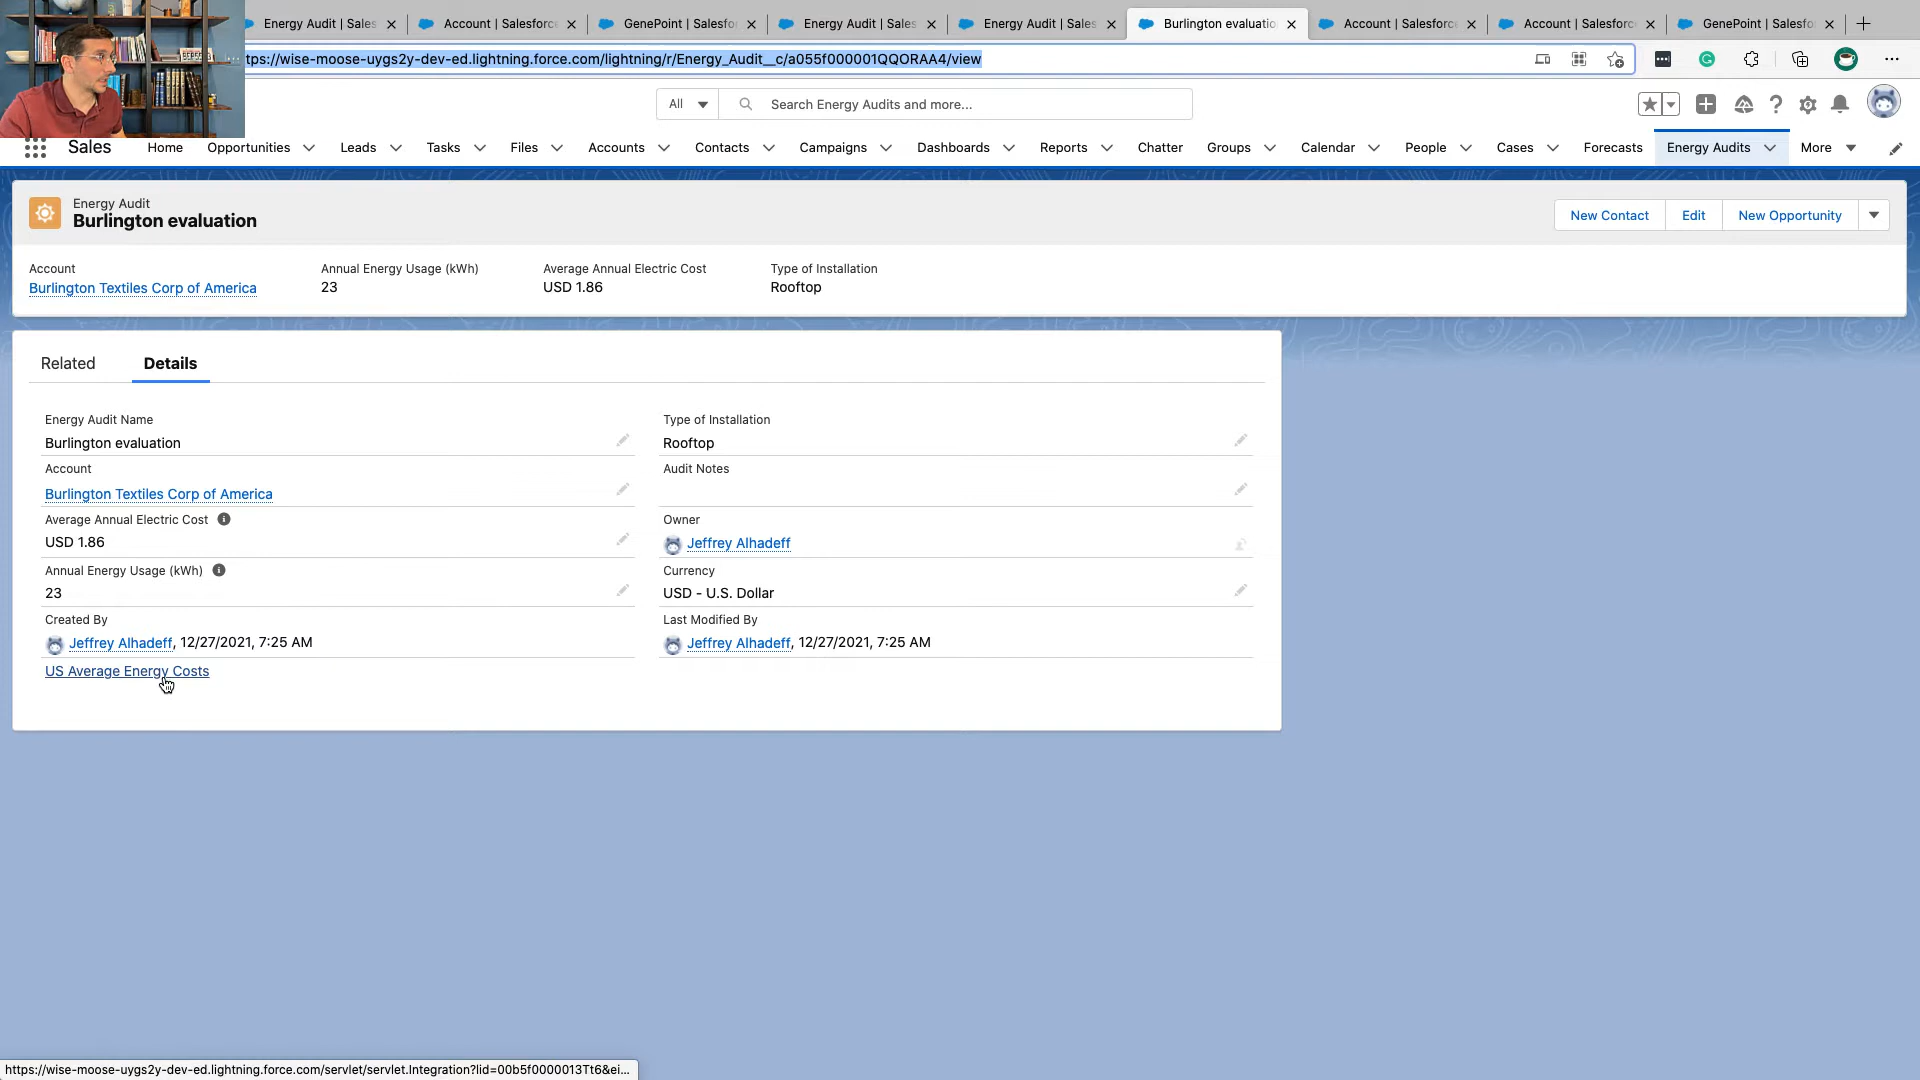 Energy Audit | Sales
Account | Salesforce
GenePoint | Salesfo
Energy Audit | Sales
Energy Audit | Sales
Burlington evaluatio
Account | Salesforc
Account | Salesforc
GenePoint | Salesfo
tps://wise-moose-uygs2y-dev-ed.lightning.force.com/lightning/r/Energy_Audit__c/a055f000001QQORAA4/view
All
Search Energy Audits and more...
Sales
Home
Opportunities
Leads
Tasks
Files
Accounts
Contacts
Campaigns
Dashboards
Reports
Chatter
Groups
Calendar
People
Cases
Forecasts
Energy Audits
More
Energy Audit
Burlington evaluation
New Contact
Edit
New Opportunity
Account
Annual Energy Usage (kWh)
Average Annual Electric Cost
Type of Installation
Burlington Textiles Corp of America
23
USD 1.86
Rooftop
Related
Details
Energy Audit Name
Burlington evaluation
Type of Installation
Rooftop
Account
Burlington Textiles Corp of America
Audit Notes
Average Annual Electric Cost
USD 1.86
Owner
Jeffrey Alhadeff
Annual Energy Usage (kWh)
23
Currency
USD - U.S. Dollar
Created By
Jeffrey Alhadeff, 12/27/2021, 7:25 AM
Last Modified By
Jeffrey Alhadeff, 12/27/2021, 7:25 AM
US Average Energy Costs
https://wise-moose-uygs2y-dev-ed.lightning.force.com/servlet/servlet.Integration?lid=00b5f0000013Tt6&ei...